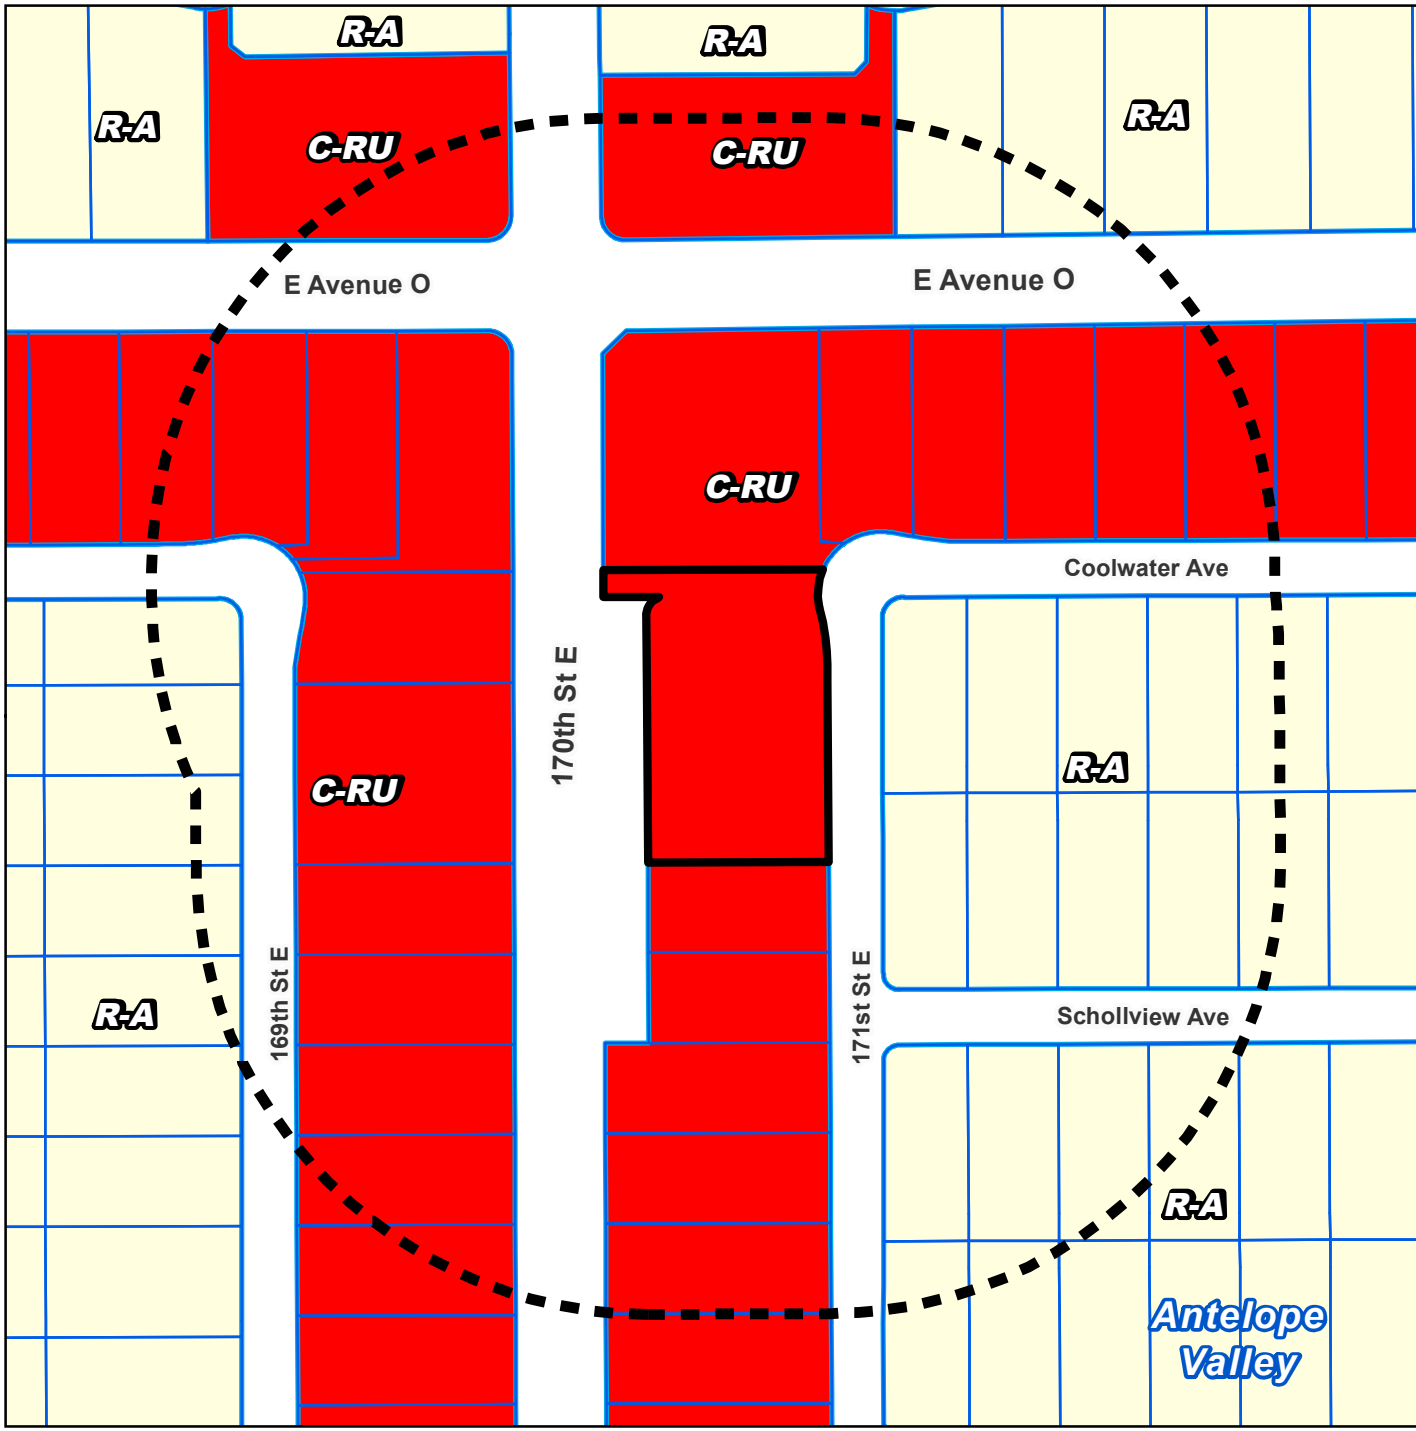 R-A
R-A
R-A
R-A
C-RU
C-RU
E Avenue O
E Avenue O
C-RU
Coolwater Ave
170th St E
R-A
C-RU
169th St E
171st St E
R-A
Schollview Ave
R-A
Antelope
Valley